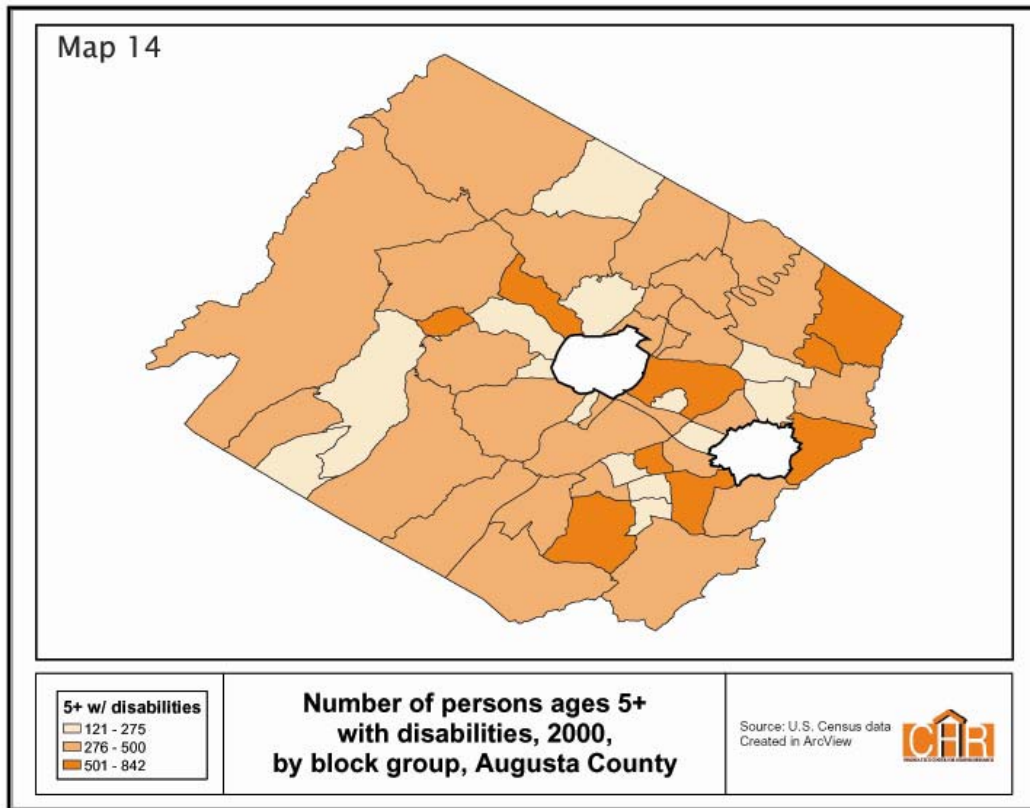 Map 14
5+ w/ disabilities
121 - 275
276 - 500
501 - 842
Number of persons ages 5+
with disabilities, 2000,
by block group, Augusta County
Source: U.S. Census data
Created in ArcView
CHR